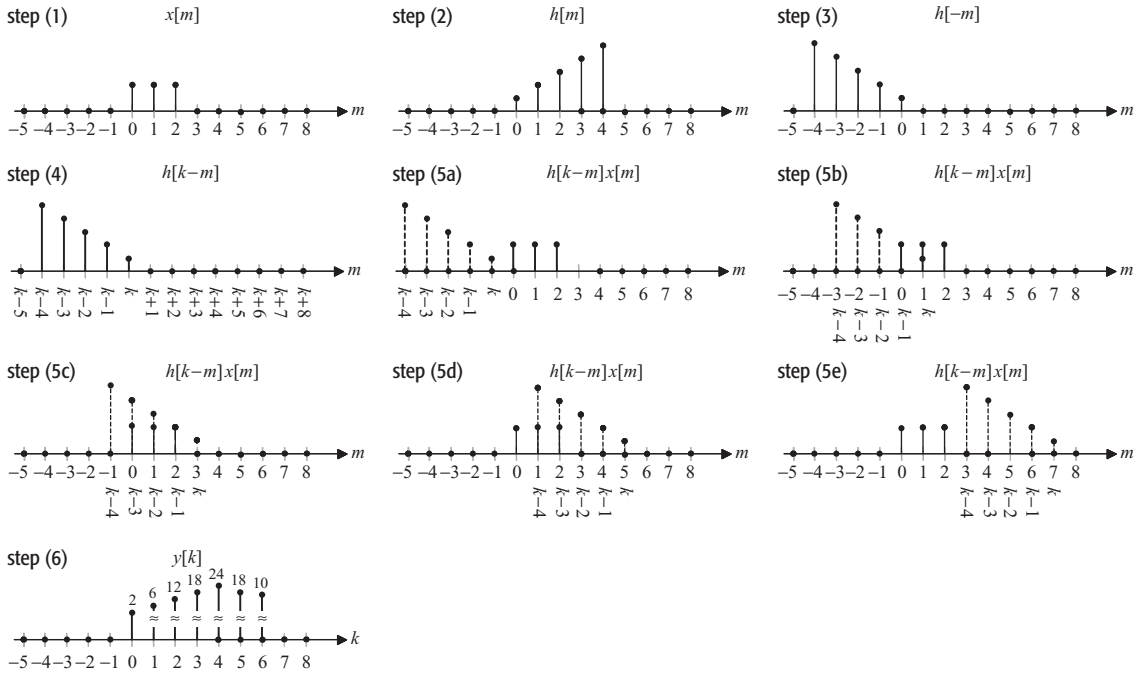 step (1) x[m]
−5 −4 −3 −2 −1 0 1 2 3 4 5 6 7 8 m
step (2) h[m]
−5 −4 −3 −2 −1 0 1 2 3 4 5 6 7 8 m
step (3) h[−m]
−5 −4 −3 −2 −1 0 1 2 3 4 5 6 7 8 m
step (4) h[k−m]
m
k−5 k−4 k−3 k−2 k−1 k k+1 k+2 k+3 k+4 k+5 k+6 k+7 k+8
step (5a) h[k−m]x[m]
m
k−4 k−3 k−2 k−1 k 0 1 2 3 4 5 6 7 8
step (5b) h[k−m]x[m]
−5 −4 −3 −2 −1 0 1 2 3 4 5 6 7 8 m
k−4 k−3 k−2 k−1 k
step (5c) h[k−m]x[m]
−5 −4 −3 −2 −1 0 1 2 3 4 5 6 7 8 m
k−4 k−3 k−2 k−1 k
step (5d) h[k−m]x[m]
−5 −4 −3 −2 −1 0 1 2 3 4 5 6 7 8 m
k−4 k−3 k−2 k−1 k
step (5e) h[k−m]x[m]
−5 −4 −3 −2 −1 0 1 2 3 4 5 6 7 8 m
k−4 k−3 k−2 k−1 k
step (6) y[k]
2 6 12 18 24 18 10
≈ ≈ ≈ ≈ ≈ ≈
−5 −4 −3 −2 −1 0 1 2 3 4 5 6 7 8 k